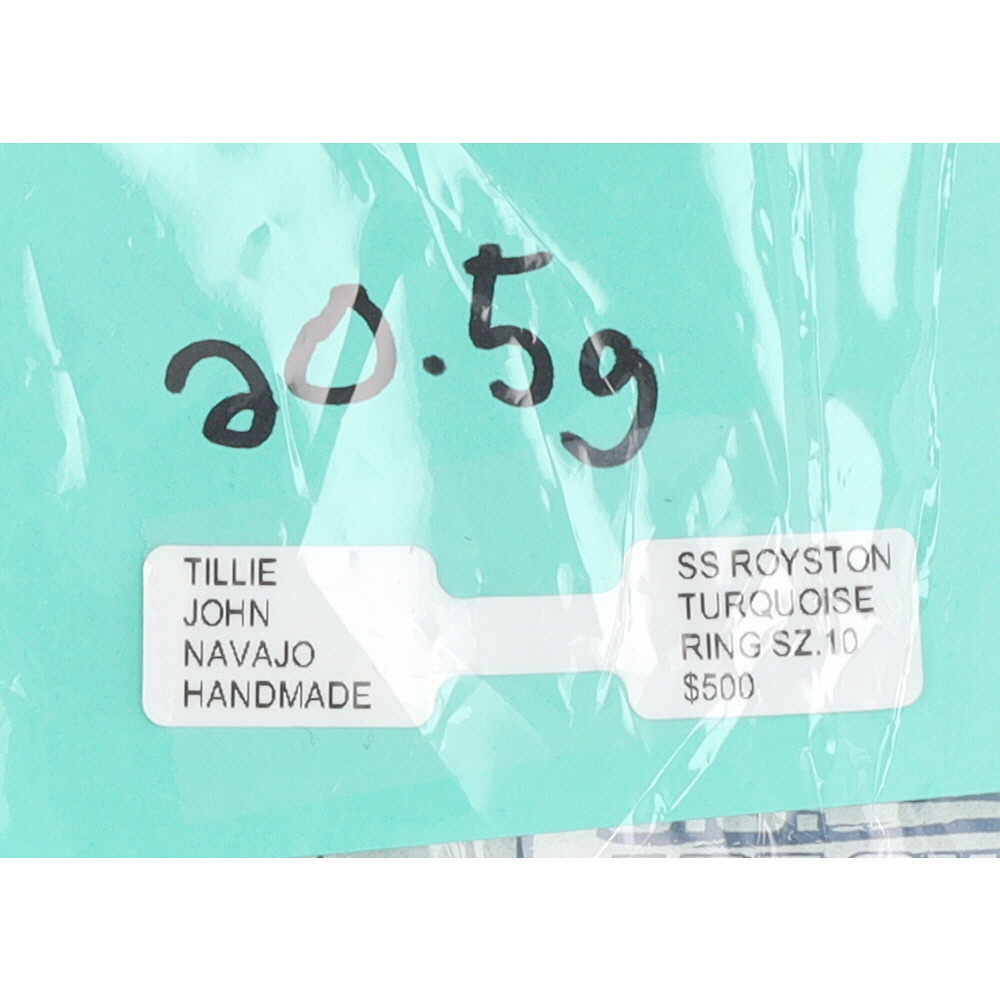 20.5g
TILLIE
JOHN
NAVAJO
HANDMADE
SS ROYSTON
TURQUOISE
RING SZ.10
$500